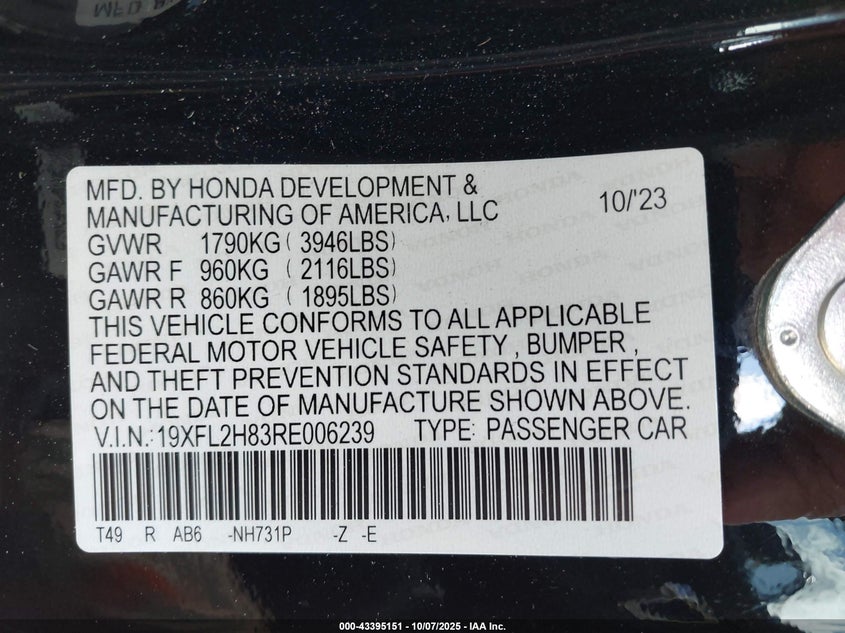 MFD. BY HONDA DEVELOPMENT &
MANUFACTURING OF AMERICA, LLC 10/'23
GVWR 1790KG ( 3946LBS)
GAWR F 960KG ( 2116LBS)
GAWR R 860KG ( 1895LBS)
THIS VEHICLE CONFORMS TO ALL APPLICABLE
FEDERAL MOTOR VEHICLE SAFETY , BUMPER ,
AND THEFT PREVENTION STANDARDS IN EFFECT
ON THE DATE OF MANUFACTURE SHOWN ABOVE.
V.I.N.:19XFL2H83RE006239 TYPE: PASSENGER CAR
T49 R AB6 -NH731P -Z -E
000-43395151 - 10/07/2025 - IAA Inc.